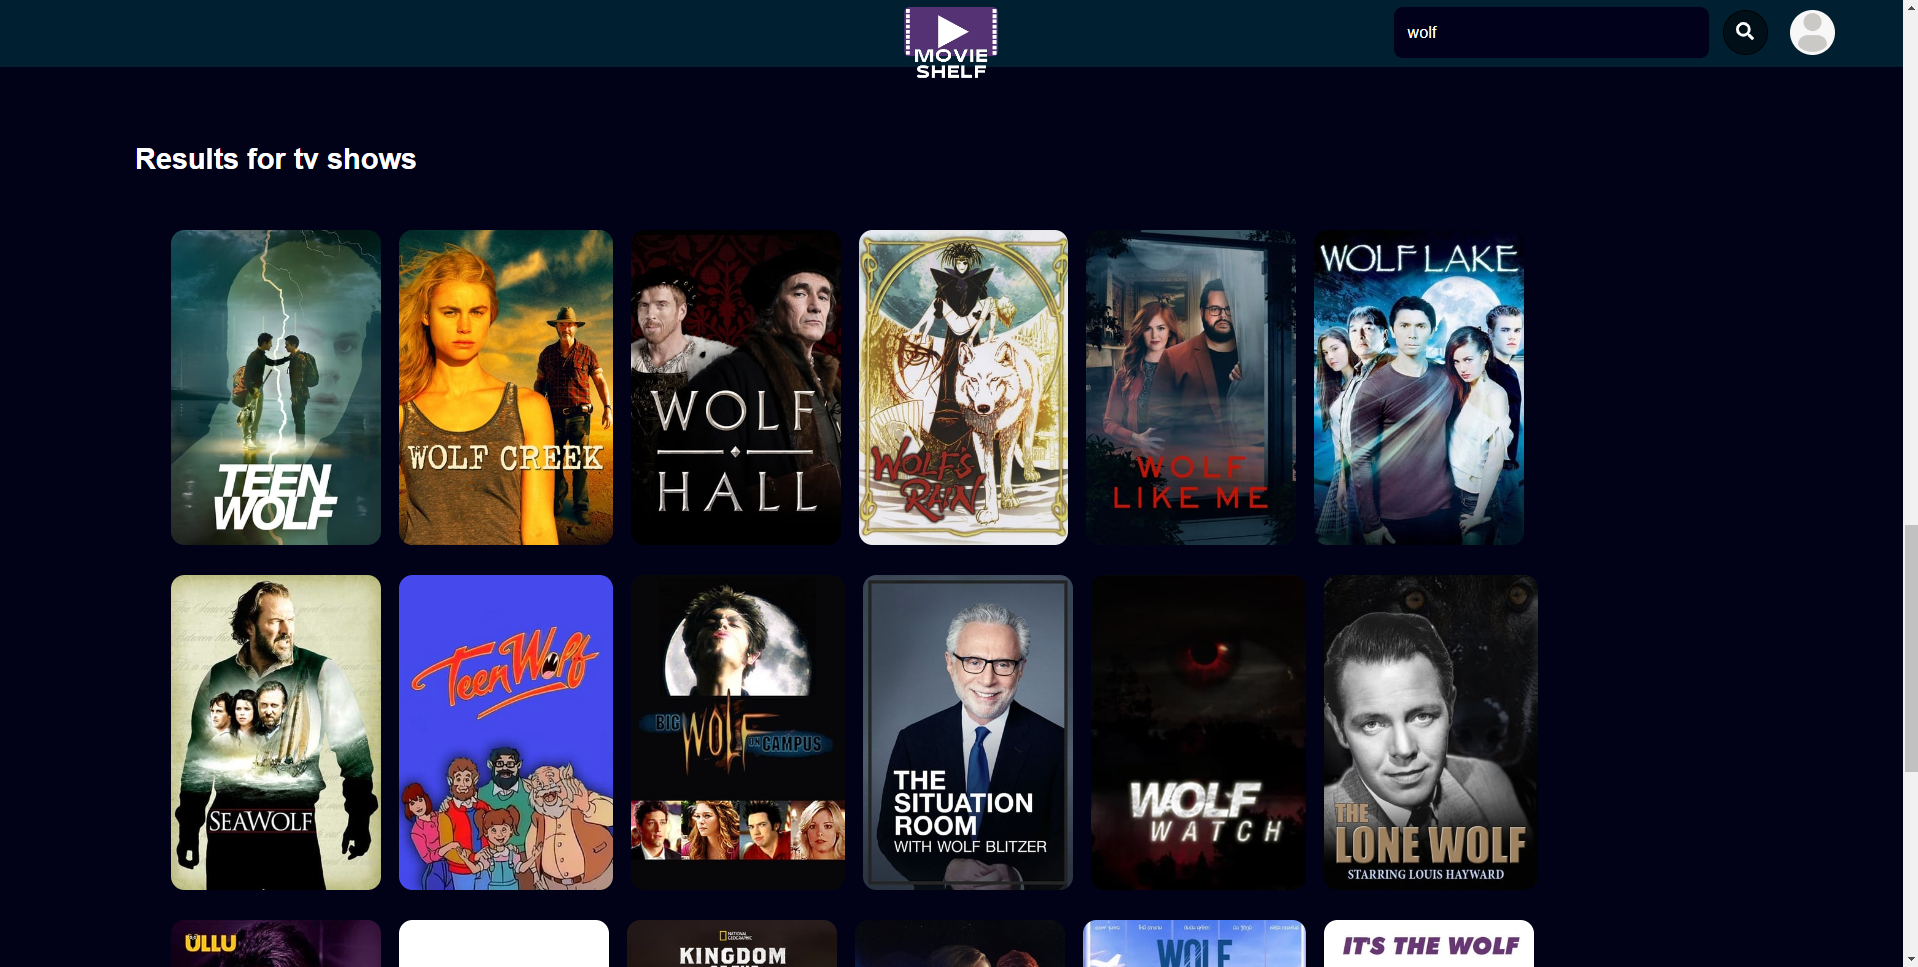 MOVIE
SHELF
wolf
Results for tv shows
TEEN
WOLF
WOLF CREEK
WOLF
HALL
WOLF'S
RAIN
WOLF
LIKE ME
WOLF LAKE
SEAWOLF
Teen Wolf
BIG WOLF ON CAMPUS
THE
SITUATION
ROOM
WITH WOLF BLITZER
WOLF
WATCH
THE
LONE WOLF
STARRING LOUIS HAYWARD
ULLU
NATIONAL
GEOGRAPHIC
KINGDOM
WOLF
IT'S THE WOLF